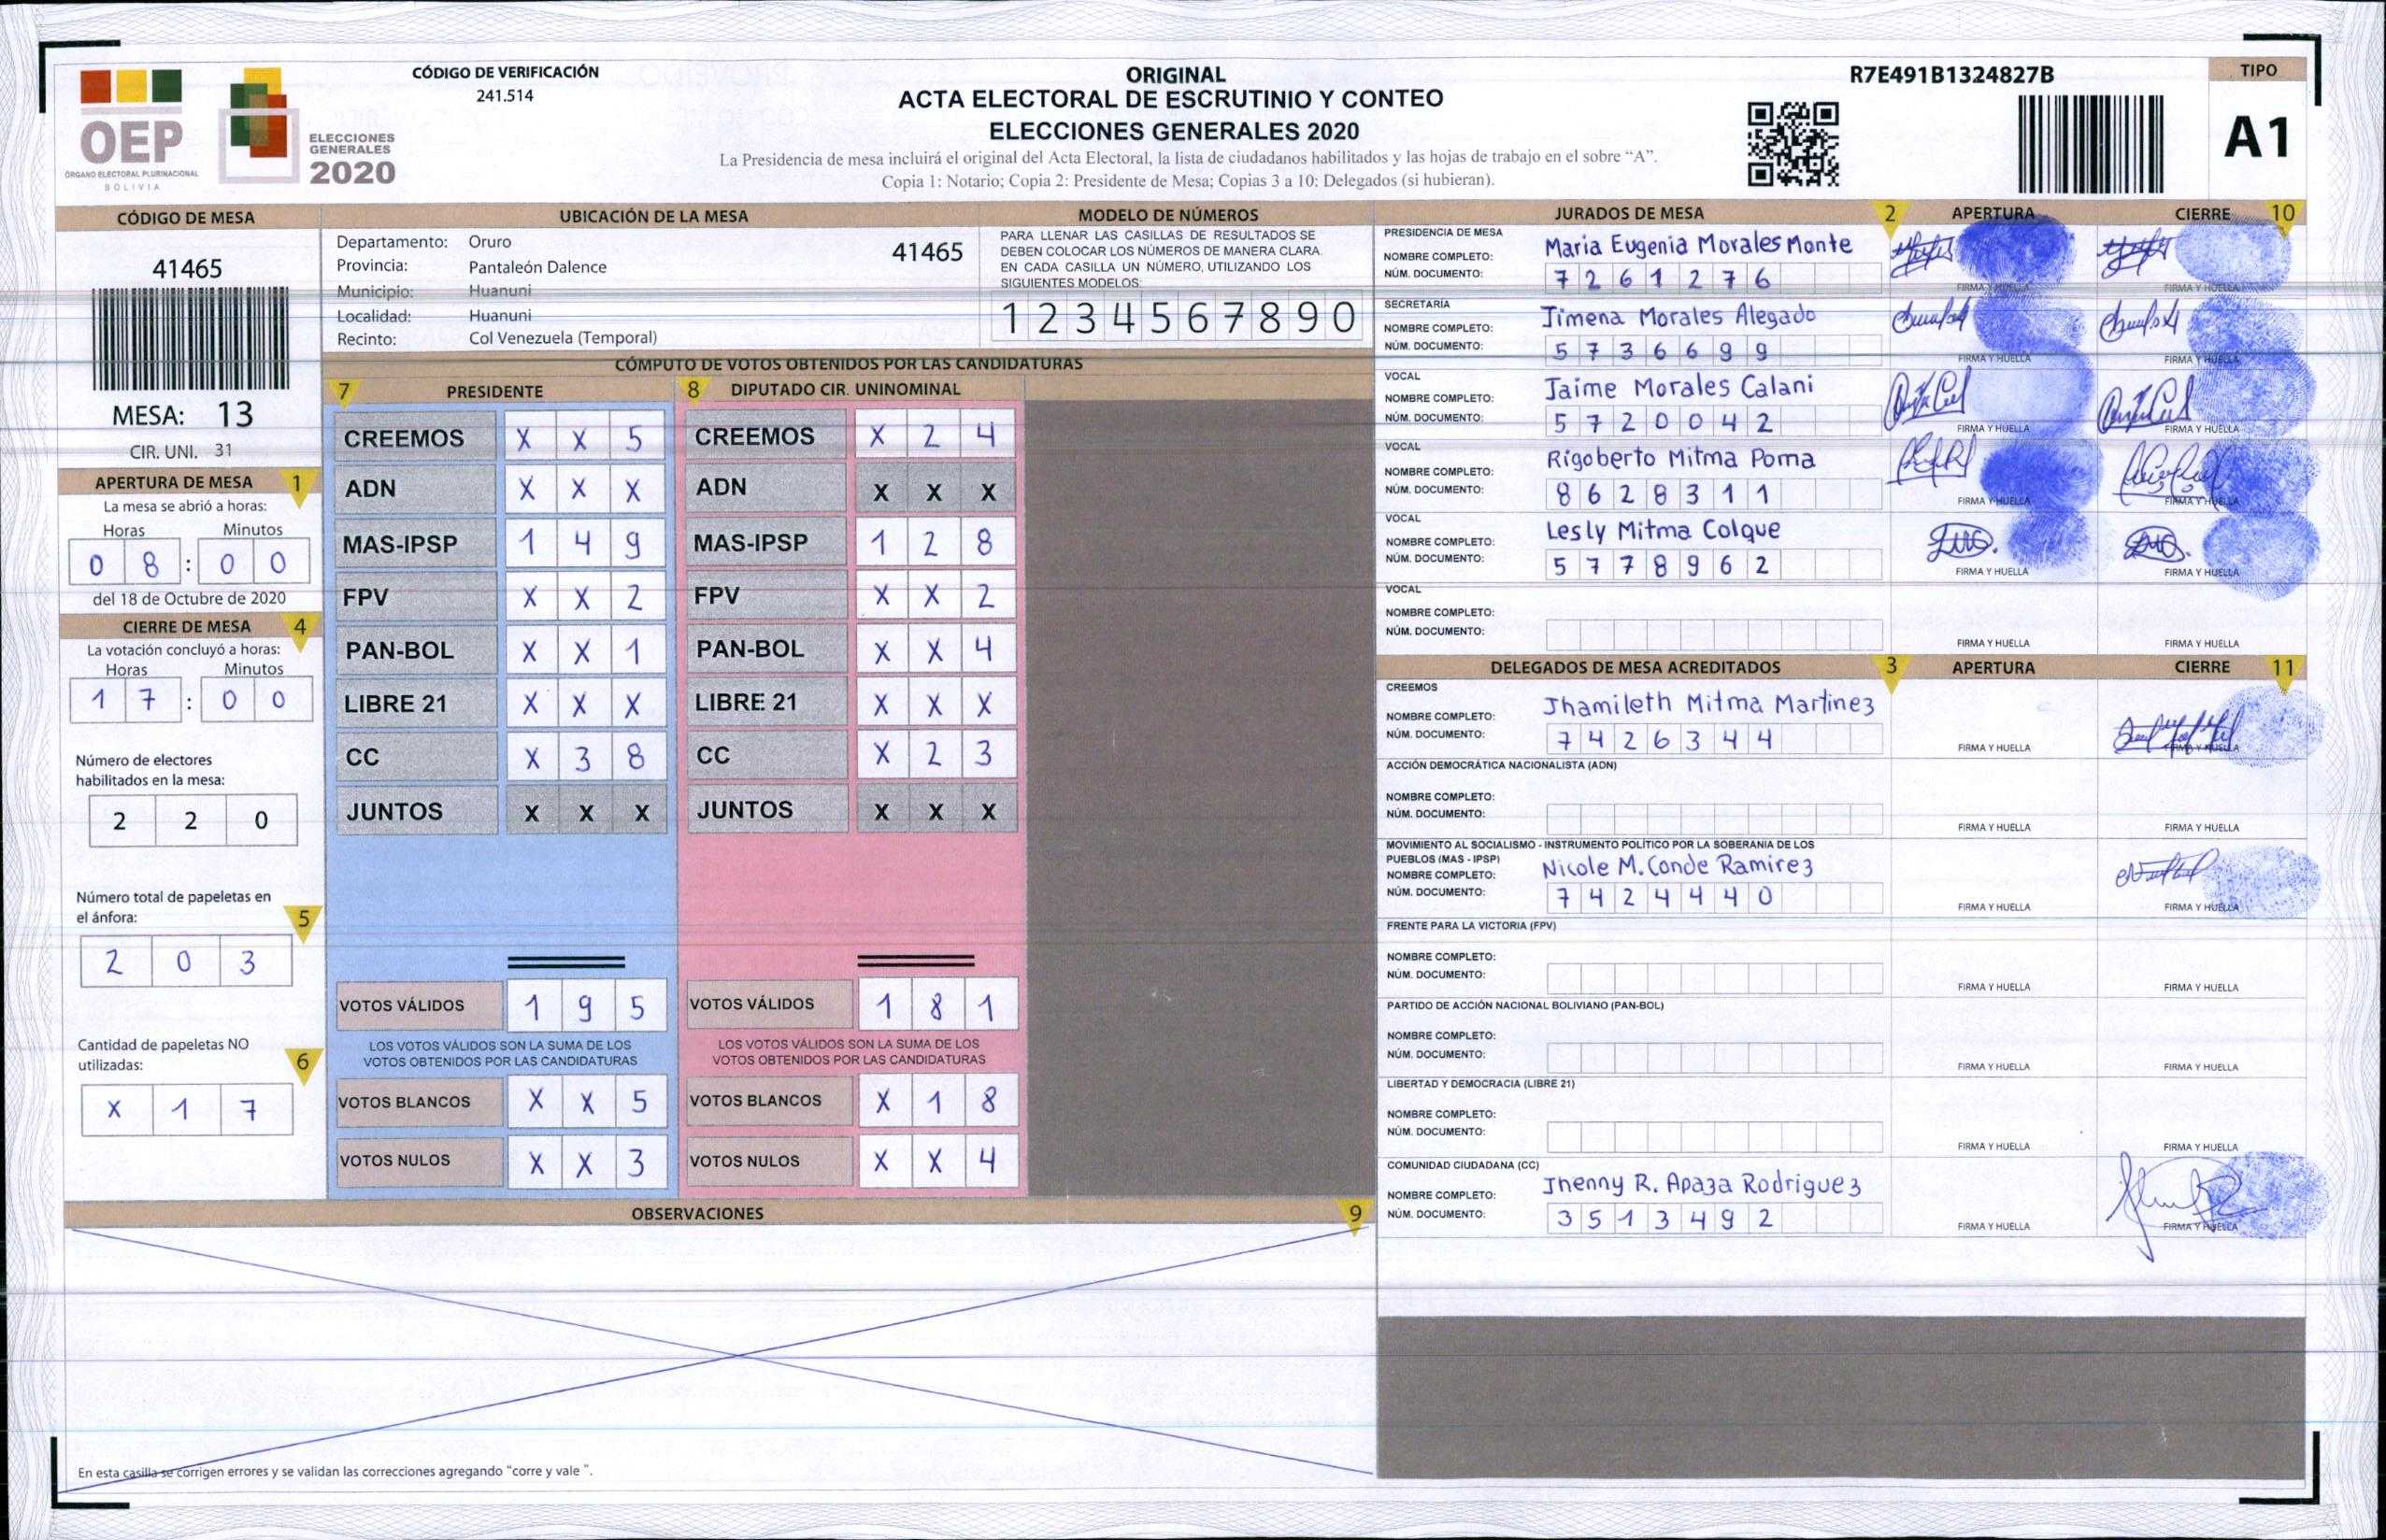 CÓDIGO DE VERIFICACIÓN
241.514
OEP
ÓRGANO ELECTORAL PLURINACIONAL
BOLIVIA
ELECCIONES
GENERALES
2020
ORIGINAL
ACTA ELECTORAL DE ESCRUTINIO Y CONTEO
ELECCIONES GENERALES 2020
La Presidencia de mesa incluirá el original del Acta Electoral, la lista de ciudadanos habilitados y las hojas de trabajo en el sobre “A”.
Copia 1: Notario; Copia 2: Presidente de Mesa; Copias 3 a 10: Delegados (si hubieran).
R7E491B1324827B
TIPO
A1
CÓDIGO DE MESA
41465
MESA: 13
CIR. UNI. 31
APERTURA DE MESA 1
La mesa se abrió a horas:
Horas Minutos
0 8 : 0 0
del 18 de Octubre de 2020
CIERRE DE MESA 4
La votación concluyó a horas:
Horas Minutos
1 7 : 0 0
Número de electores
habilitados en la mesa:
2 2 0
Número total de papeletas en
el ánfora: 5
2 0 3
Cantidad de papeletas NO
utilizadas: 6
X 1 7
UBICACIÓN DE LA MESA
Departamento: Oruro 41465
Provincia: Pantaleón Dalence
Municipio: Huanuni
Localidad: Huanuni
Recinto: Col Venezuela (Temporal)
MODELO DE NÚMEROS
PARA LLENAR LAS CASILLAS DE RESULTADOS SE
DEBEN COLOCAR LOS NÚMEROS DE MANERA CLARA.
EN CADA CASILLA UN NÚMERO, UTILIZANDO LOS
SIGUIENTES MODELOS:
1 2 3 4 5 6 7 8 9 0
CÓMPUTO DE VOTOS OBTENIDOS POR LAS CANDIDATURAS
7 PRESIDENTE
CREEMOS X X 5
ADN X X X
MAS-IPSP 1 4 9
FPV X X 2
PAN-BOL X X 1
LIBRE 21 X X X
CC X 3 8
JUNTOS X X X
VOTOS VÁLIDOS 1 9 5
LOS VOTOS VÁLIDOS SON LA SUMA DE LOS
VOTOS OBTENIDOS POR LAS CANDIDATURAS
VOTOS BLANCOS X X 5
VOTOS NULOS X X 3
8 DIPUTADO CIR. UNINOMINAL
CREEMOS X 2 4
ADN X X X
MAS-IPSP 1 2 8
FPV X X 2
PAN-BOL X X 4
LIBRE 21 X X X
CC X 2 3
JUNTOS X X X
VOTOS VÁLIDOS 1 8 1
LOS VOTOS VÁLIDOS SON LA SUMA DE LOS
VOTOS OBTENIDOS POR LAS CANDIDATURAS
VOTOS BLANCOS X 1 8
VOTOS NULOS X X 4
OBSERVACIONES 9
En esta casilla se corrigen errores y se validan las correcciones agregando “corre y vale ”.
JURADOS DE MESA 2 APERTURA CIERRE 10
PRESIDENCIA DE MESA
NOMBRE COMPLETO: Maria Eugenia Morales Monte
NÚM. DOCUMENTO: 7 2 6 1 2 7 6
FIRMA Y HUELLA FIRMA Y HUELLA
SECRETARÍA
NOMBRE COMPLETO: Jimena Morales Alegado
NÚM. DOCUMENTO: 5 7 3 6 6 9 9
FIRMA Y HUELLA FIRMA Y HUELLA
VOCAL
NOMBRE COMPLETO: Jaime Morales Calani
NÚM. DOCUMENTO: 5 7 2 0 0 4 2
FIRMA Y HUELLA FIRMA Y HUELLA
VOCAL
NOMBRE COMPLETO: Rigoberto Mitma Poma
NÚM. DOCUMENTO: 8 6 2 8 3 1 1
FIRMA Y HUELLA FIRMA Y HUELLA
VOCAL
NOMBRE COMPLETO: Lesly Mitma Colque
NÚM. DOCUMENTO: 5 7 7 8 9 6 2
FIRMA Y HUELLA FIRMA Y HUELLA
VOCAL
NOMBRE COMPLETO:
NÚM. DOCUMENTO:
FIRMA Y HUELLA FIRMA Y HUELLA
DELEGADOS DE MESA ACREDITADOS 3 APERTURA CIERRE 11
CREEMOS
NOMBRE COMPLETO: Jhamileth Mitma Martinez
NÚM. DOCUMENTO: 7 4 2 6 3 4 4
FIRMA Y HUELLA FIRMA Y HUELLA
ACCIÓN DEMOCRÁTICA NACIONALISTA (ADN)
NOMBRE COMPLETO:
NÚM. DOCUMENTO:
FIRMA Y HUELLA FIRMA Y HUELLA
MOVIMIENTO AL SOCIALISMO - INSTRUMENTO POLÍTICO POR LA SOBERANIA DE LOS
PUEBLOS (MAS - IPSP)
NOMBRE COMPLETO: Nicole M. Conde Ramirez
NÚM. DOCUMENTO: 7 4 2 4 4 4 0
FIRMA Y HUELLA FIRMA Y HUELLA
FRENTE PARA LA VICTORIA (FPV)
NOMBRE COMPLETO:
NÚM. DOCUMENTO:
FIRMA Y HUELLA FIRMA Y HUELLA
PARTIDO DE ACCIÓN NACIONAL BOLIVIANO (PAN-BOL)
NOMBRE COMPLETO:
NÚM. DOCUMENTO:
FIRMA Y HUELLA FIRMA Y HUELLA
LIBERTAD Y DEMOCRACIA (LIBRE 21)
NOMBRE COMPLETO:
NÚM. DOCUMENTO:
FIRMA Y HUELLA FIRMA Y HUELLA
COMUNIDAD CIUDADANA (CC)
NOMBRE COMPLETO: Jhenny R. Apaza Rodriguez
NÚM. DOCUMENTO: 3 5 1 3 4 9 2
FIRMA Y HUELLA FIRMA Y HUELLA